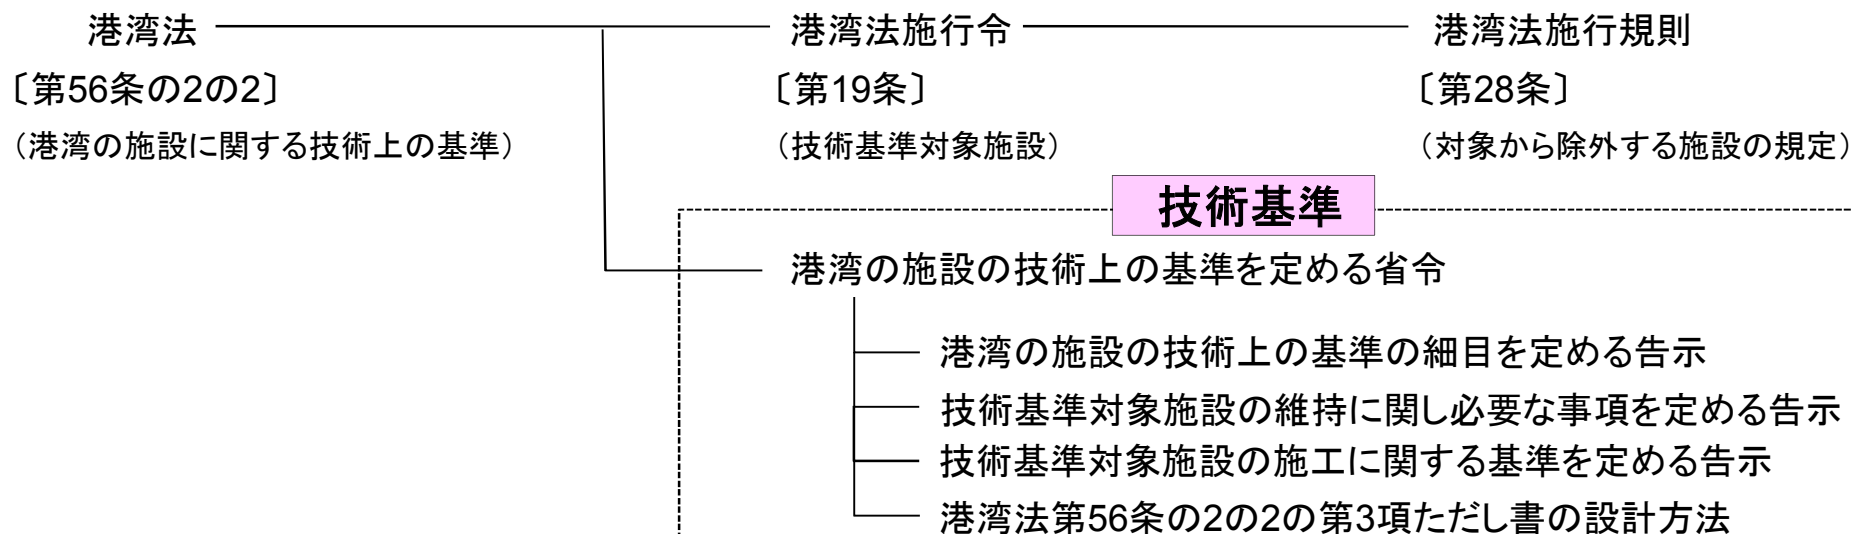 港湾法 港湾法施行令 港湾法施行規則
〔第56条の2の2〕 〔第19条〕 〔第28条〕
(港湾の施設に関する技術上の基準) (技術基準対象施設) (対象から除外する施設の規定)
技術基準
港湾の施設の技術上の基準を定める省令
港湾の施設の技術上の基準の細目を定める告示
技術基準対象施設の維持に関し必要な事項を定める告示
技術基準対象施設の施工に関する基準を定める告示
港湾法第56条の2の2の第3項ただし書の設計方法